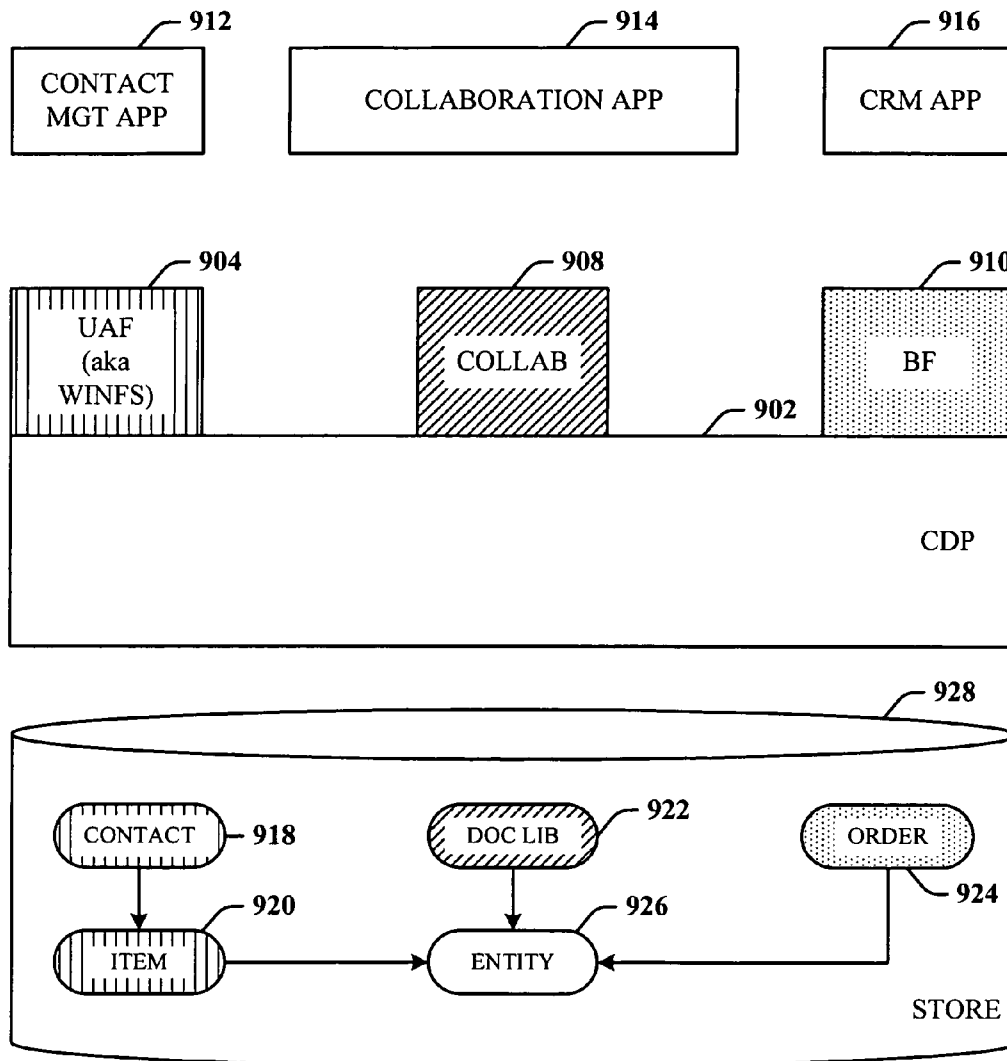 912
914
916
CONTACT
MGT APP
COLLABORATION APP
CRM APP
904
908
910
UAF
(aka
WINFS)
COLLAB
BF
902
CDP
928
CONTACT
918
DOC LIB
922
ORDER
924
920
926
ITEM
ENTITY
STORE